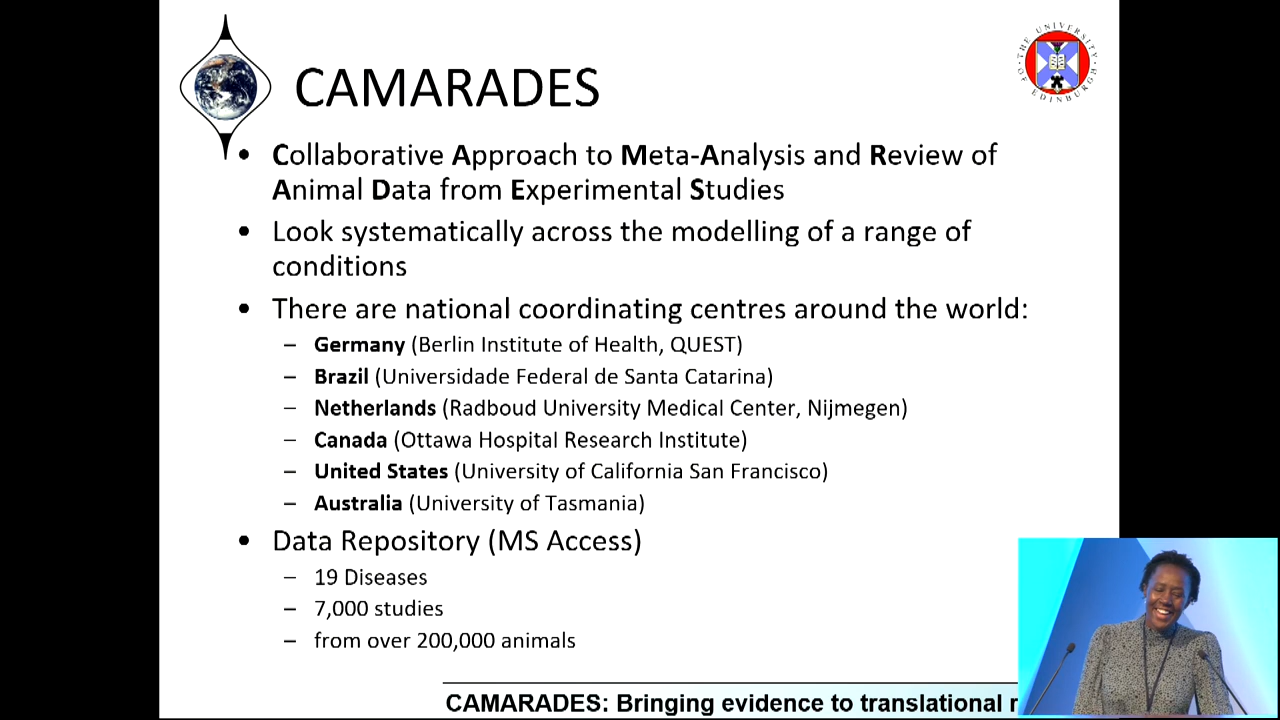 CAMARADES
THE UNIVERSITY OF EDINBURGH
• Collaborative Approach to Meta-Analysis and Review of
Animal Data from Experimental Studies
• Look systematically across the modelling of a range of
conditions
• There are national coordinating centres around the world:
– Germany (Berlin Institute of Health, QUEST)
– Brazil (Universidade Federal de Santa Catarina)
– Netherlands (Radboud University Medical Center, Nijmegen)
– Canada (Ottawa Hospital Research Institute)
– United States (University of California San Francisco)
– Australia (University of Tasmania)
• Data Repository (MS Access)
– 19 Diseases
– 7,000 studies
– from over 200,000 animals
CAMARADES: Bringing evidence to translational